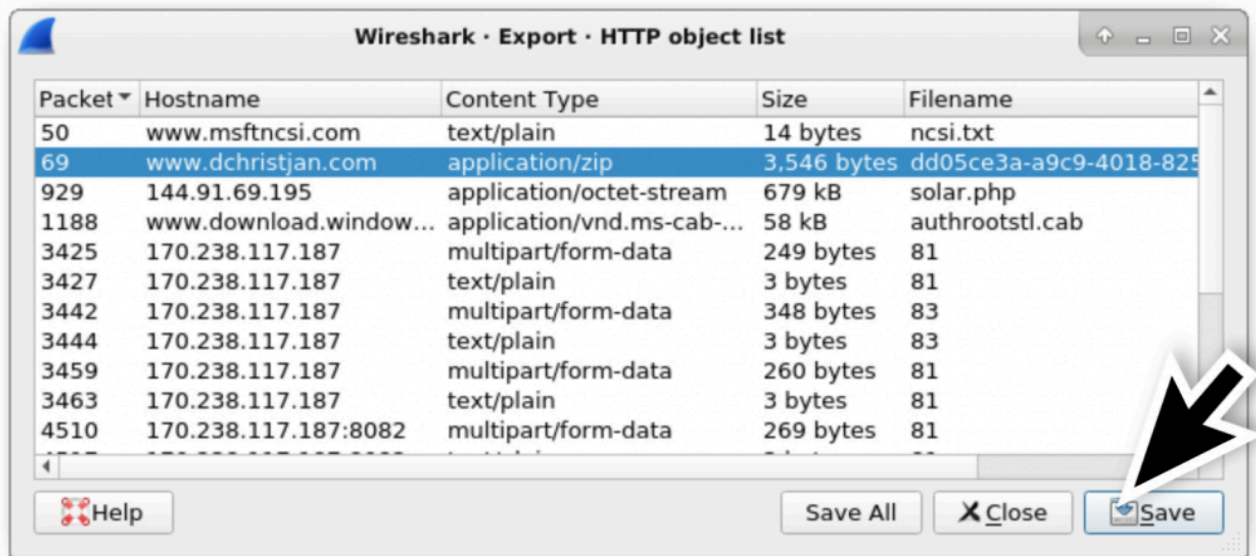 Wireshark · Export · HTTP object list
Packet Hostname Content Type Size Filename
50 www.msftncsi.com text/plain 14 bytes ncsi.txt
69 www.dchristjan.com application/zip 3,546 bytes dd05ce3a-a9c9-4018-825
929 144.91.69.195 application/octet-stream 679 kB solar.php
1188 www.download.window... application/vnd.ms-cab-... 58 kB authrootstl.cab
3425 170.238.117.187 multipart/form-data 249 bytes 81
3427 170.238.117.187 text/plain 3 bytes 81
3442 170.238.117.187 multipart/form-data 348 bytes 83
3444 170.238.117.187 text/plain 3 bytes 83
3459 170.238.117.187 multipart/form-data 260 bytes 81
3463 170.238.117.187 text/plain 3 bytes 81
4510 170.238.117.187:8082 multipart/form-data 269 bytes 81
Help Save All Close Save